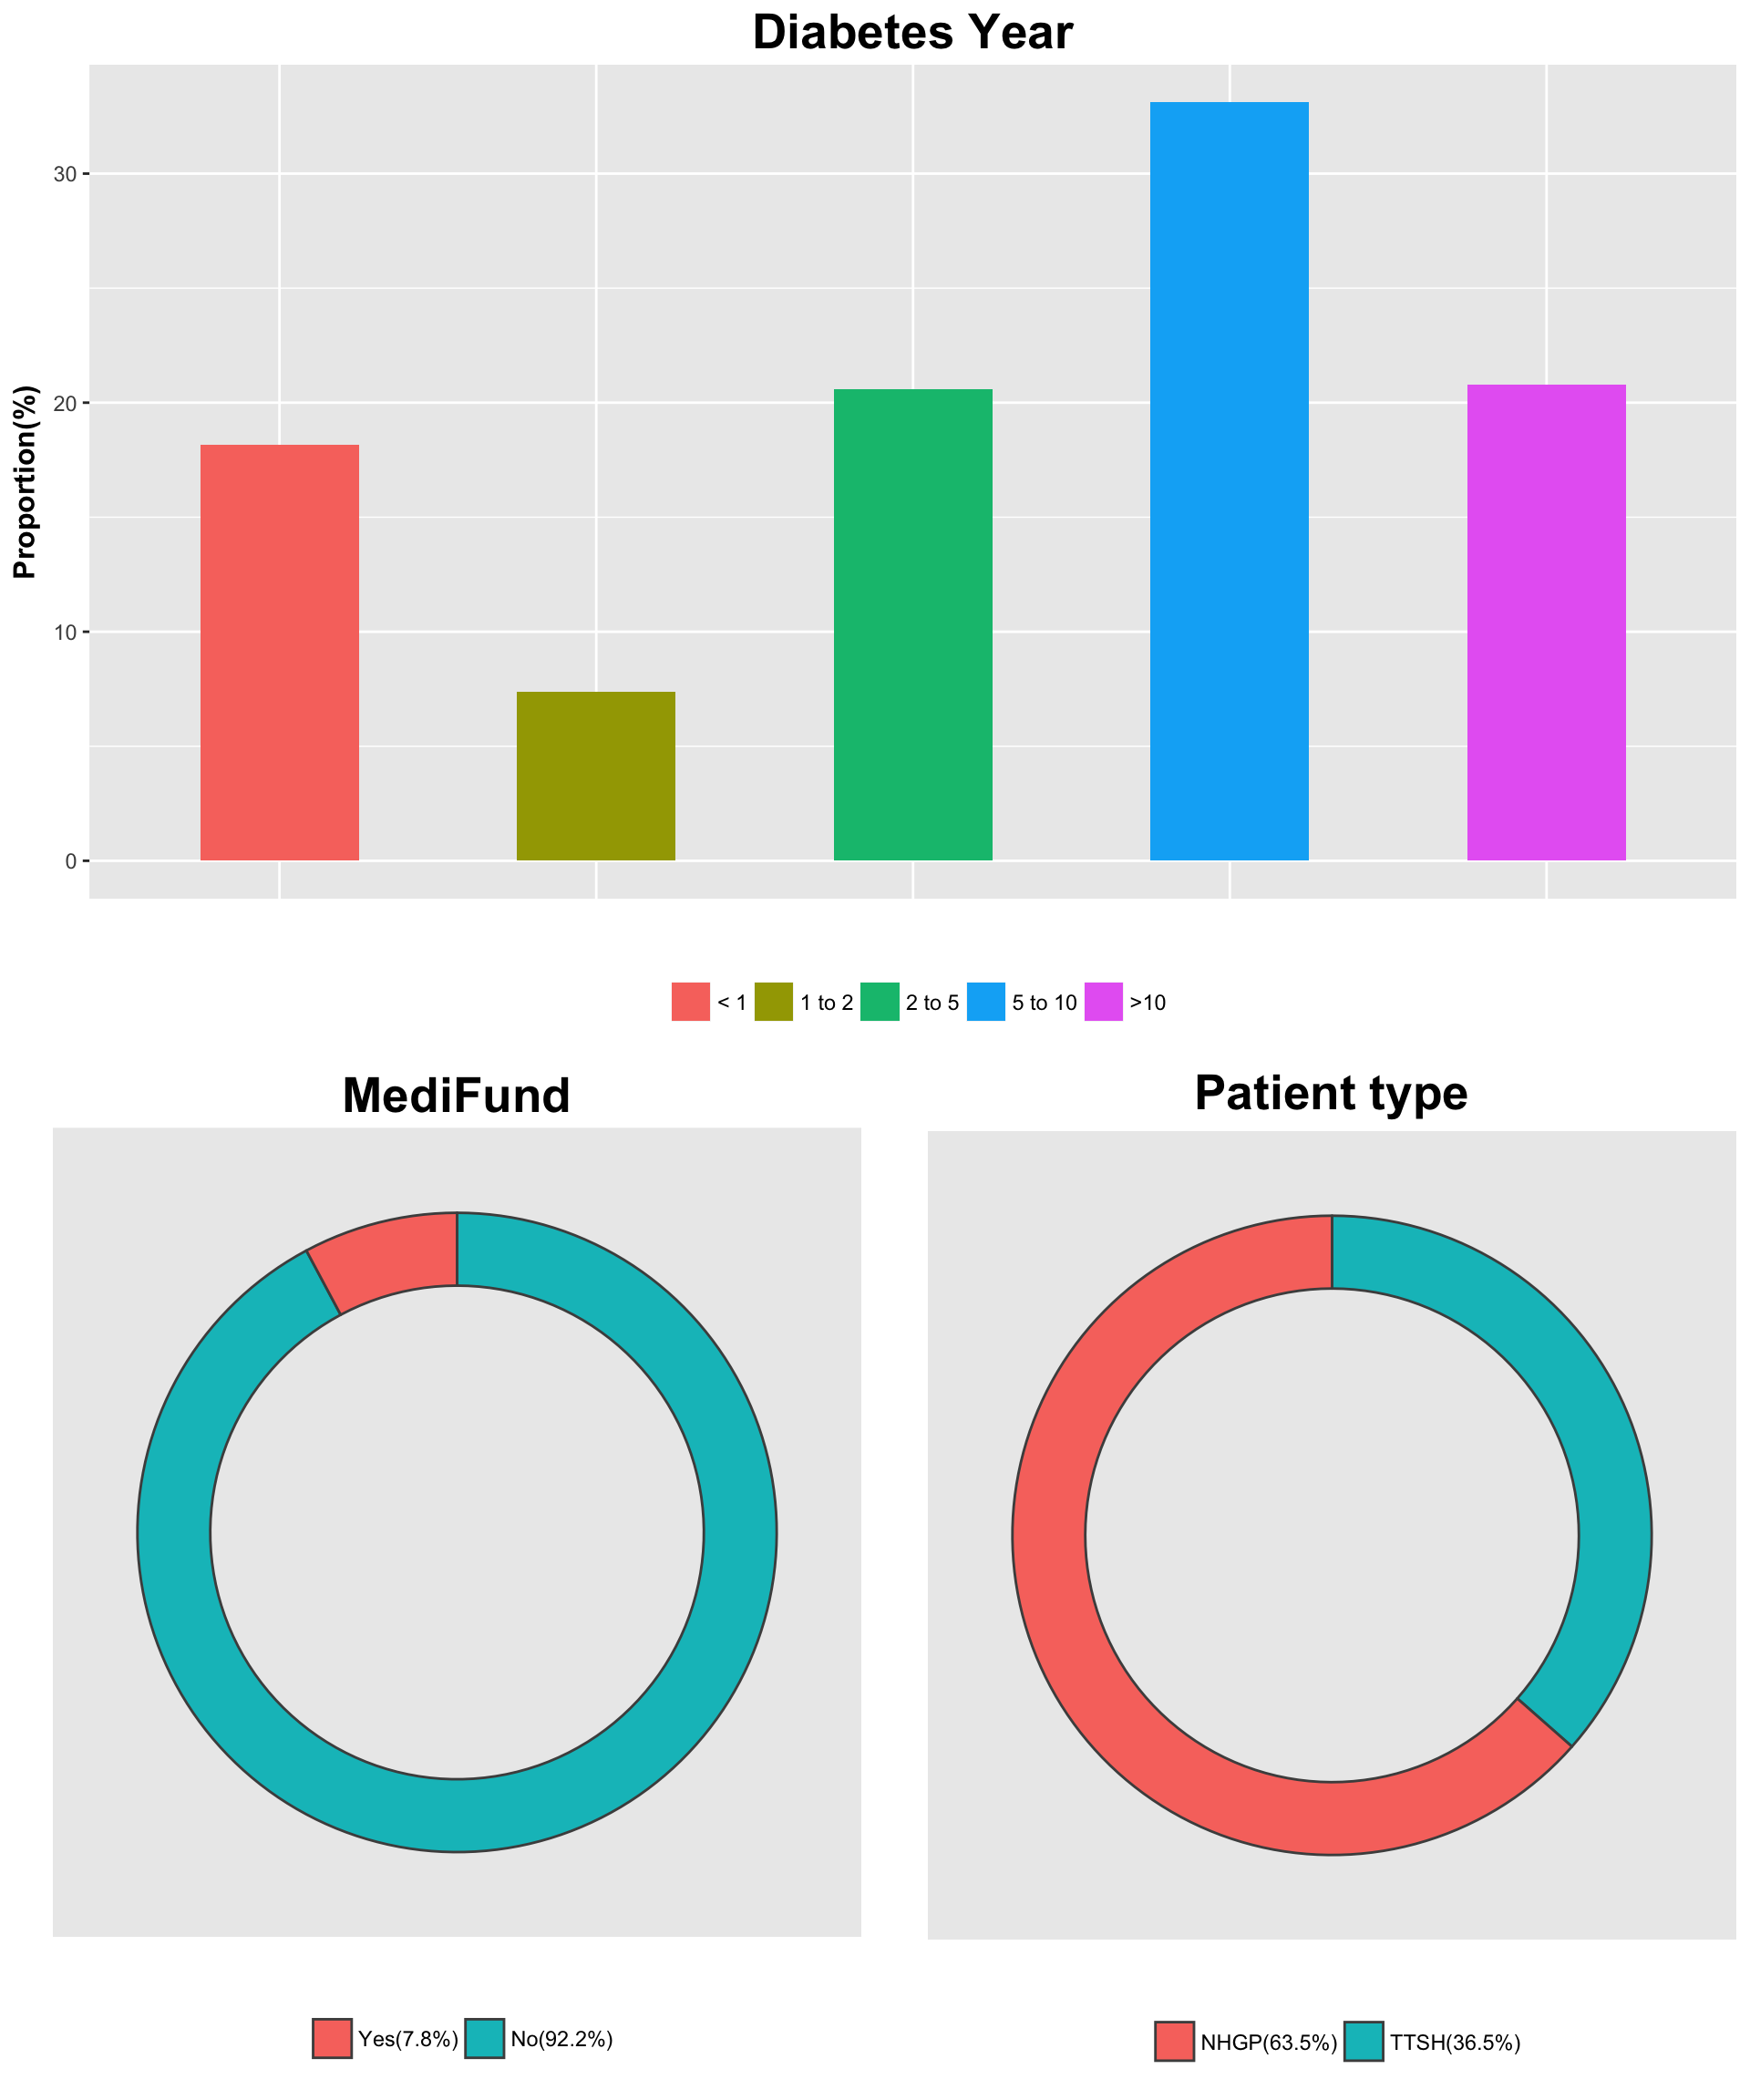 Diabetes Year
Proportion(%)
30
20
10
0
< 1 1 to 2 2 to 5 5 to 10 >10
MediFund
Yes(7.8%) No(92.2%)
Patient type
NHGP(63.5%) TTSH(36.5%)